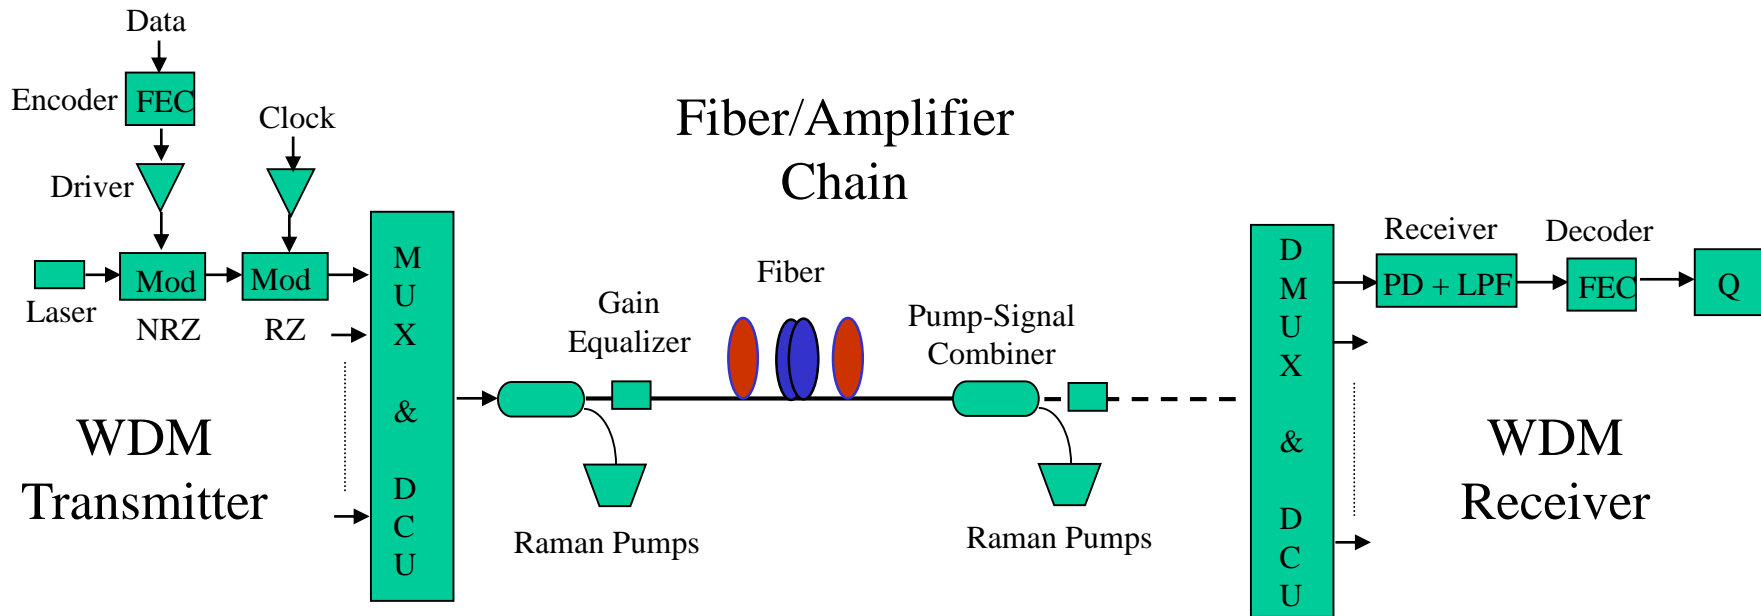 Data
Encoder
FEC
Clock
Driver
Mod
Mod
Laser
NRZ
RZ
M
U
X
&
D
C
U
WDM
Transmitter
Fiber/Amplifier
Chain
Gain
Equalizer
Fiber
Pump-Signal
Combiner
Raman Pumps
Raman Pumps
D
M
U
X
&
D
C
U
Receiver
PD + LPF
Decoder
FEC
Q
WDM
Receiver